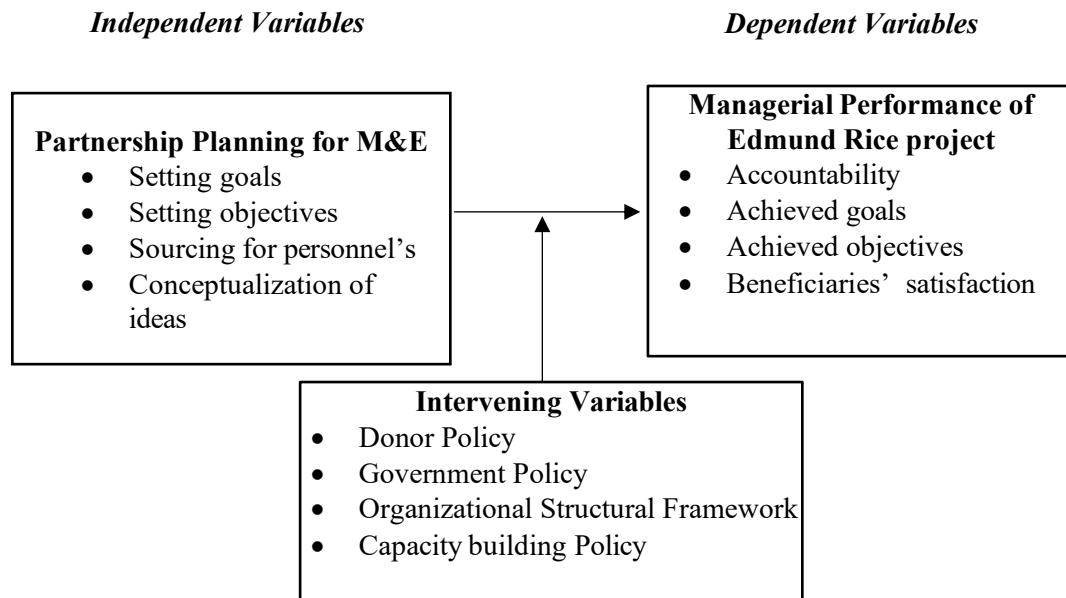 Independent Variables
Dependent Variables
Partnership Planning for M&E
• Setting goals
• Setting objectives
• Sourcing for personnel’s
• Conceptualization of
ideas
Managerial Performance of
Edmund Rice project
• Accountability
• Achieved goals
• Achieved objectives
• Beneficiaries’ satisfaction
Intervening Variables
• Donor Policy
• Government Policy
• Organizational Structural Framework
• Capacity building Policy